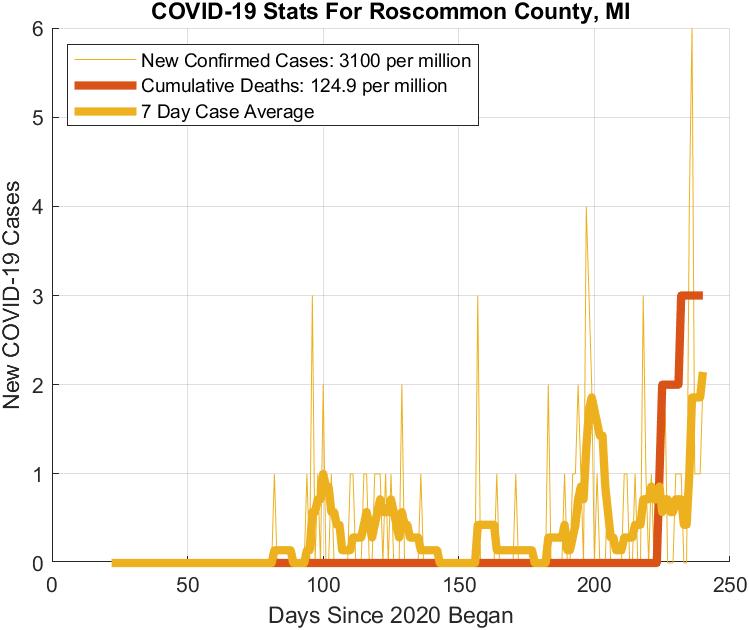 COVID-19 Stats For Roscommon County, MI
New Confirmed Cases: 3100 per million
Cumulative Deaths: 124.9 per million
7 Day Case Average
New COVID-19 Cases
6
5
4
3
2
1
0
0 50 100 150 200 250
Days Since 2020 Began